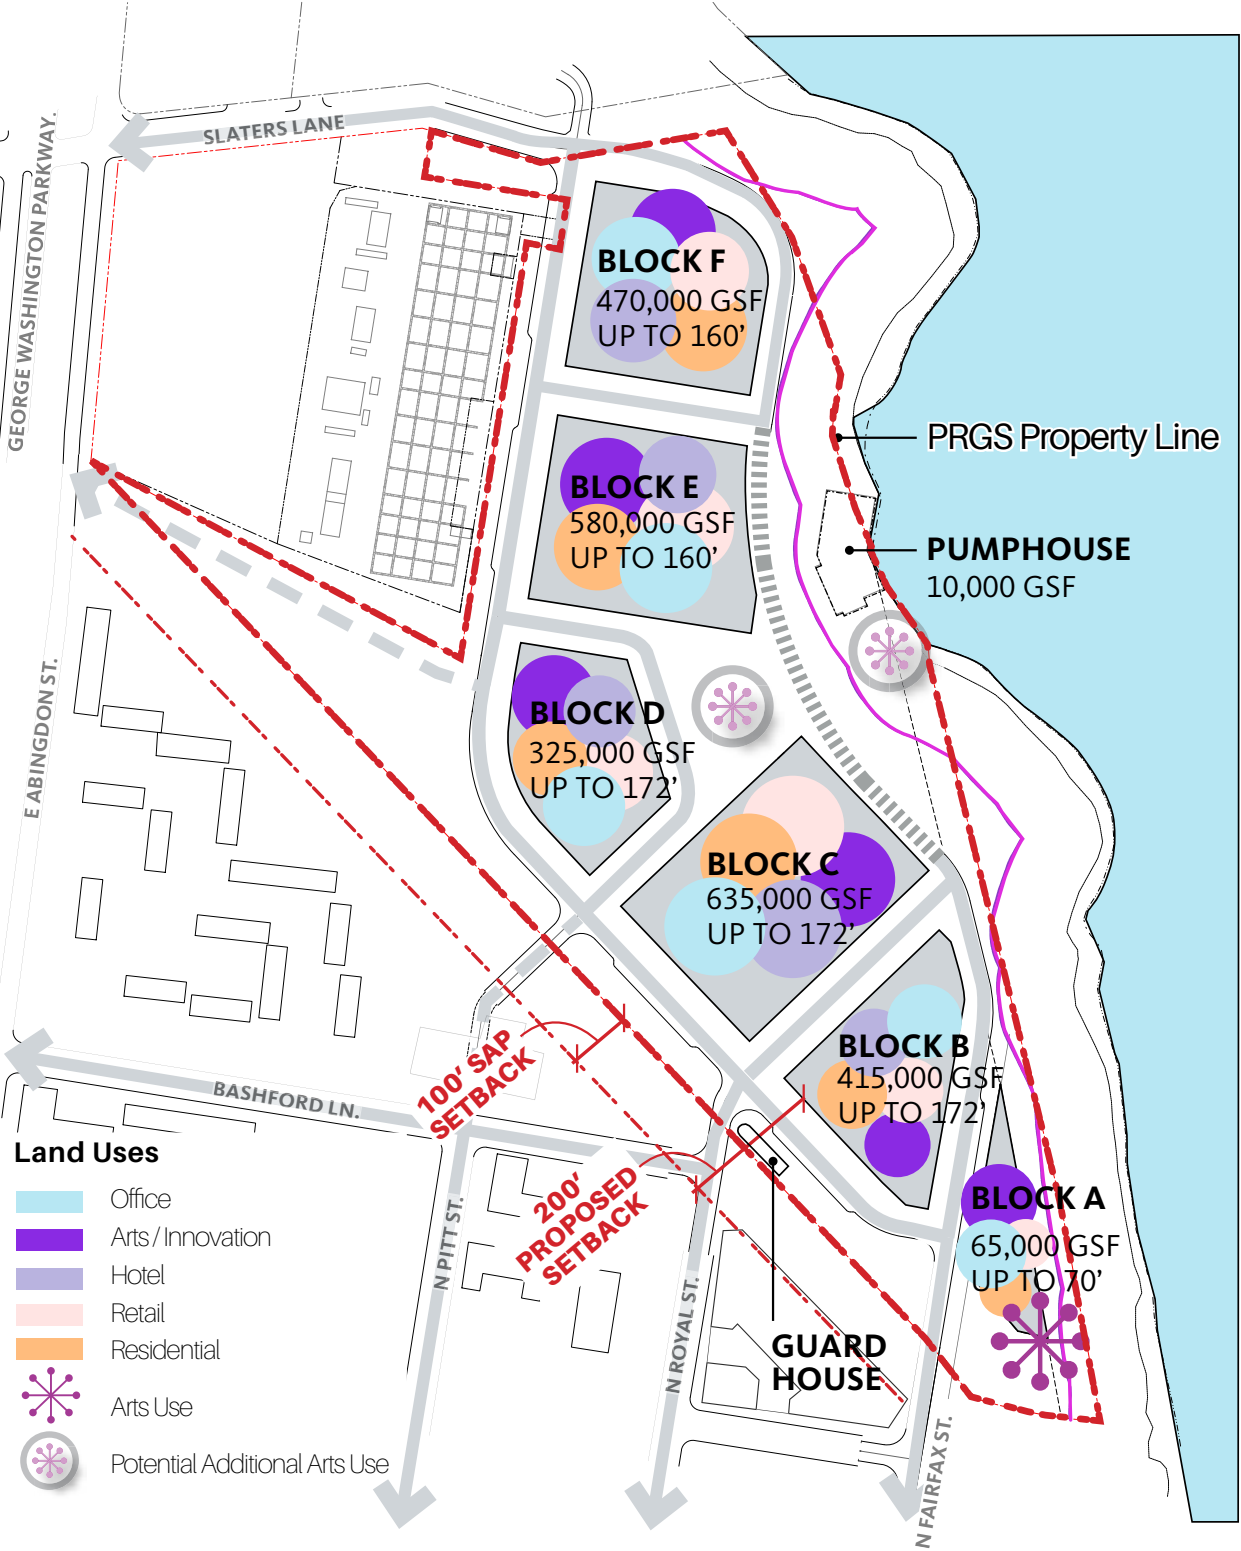 SLATERS LANE
GEORGE WASHINGTON PARKWAY.
BLOCK F
470,000 GSF
UP TO 160’
PRGS Property Line
BLOCK E
580,000 GSF
UP TO 160’
PUMPHOUSE
10,000 GSF
E ABINGDON ST.
BLOCK D
325,000 GSF
UP TO 172’
BLOCK C
635,000 GSF
UP TO 172’
BLOCK B
415,000 GSF
UP TO 172’
100’ SAP
SETBACK
BASHFORD LN.
200’
PROPOSED
SETBACK
BLOCK A
65,000 GSF
UP TO 70’
N PITT ST.
N ROYAL ST.
GUARD
HOUSE
N FAIRFAX ST.
Land Uses
Office
Arts / Innovation
Hotel
Retail
Residential
Arts Use
Potential Additional Arts Use